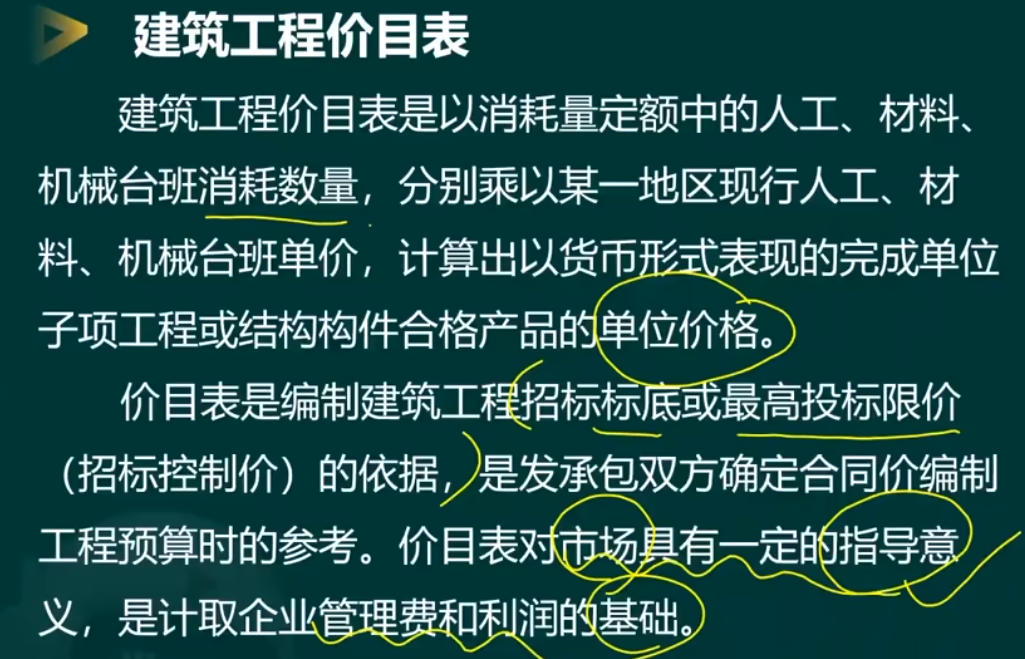 建筑工程价目表
建筑工程价目表是以消耗量定额中的人工、材料、
机械台班消耗数量，分别乘以某一地区现行人工、材
料、机械台班单价，计算出以货币形式表现的完成单位
子项工程或结构构件合格产品的单位价格。
价目表是编制建筑工程招标标底或最高投标限价
（招标控制价）的依据，是发承包双方确定合同价编制
工程预算时的参考。价目表对市场具有一定的指导意
义，是计取企业管理费和利润的基础。